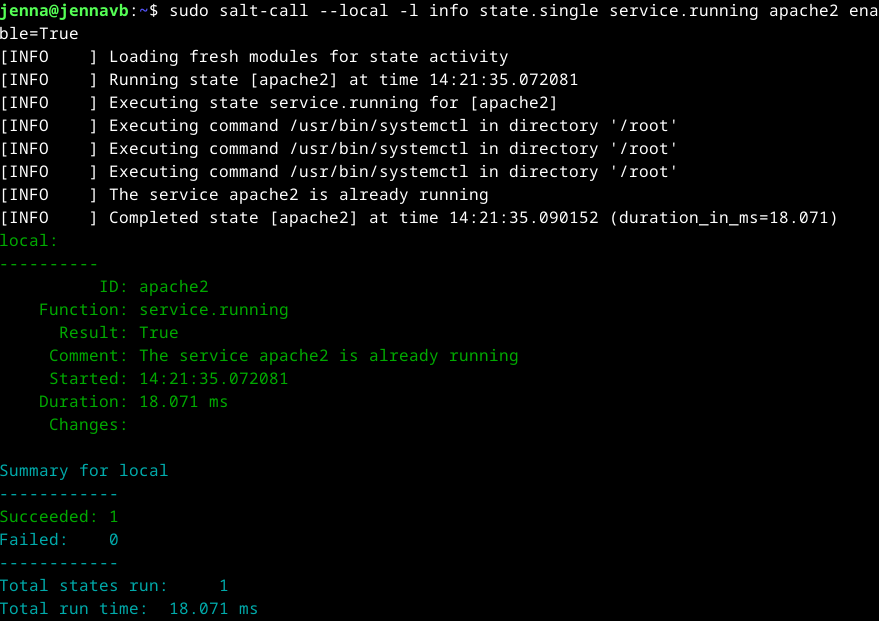 jenna@jennavb:~$ sudo salt-call --local -l info state.single service.running apache2 ena
ble=True
[INFO    ] Loading fresh modules for state activity
[INFO    ] Running state [apache2] at time 14:21:35.072081
[INFO    ] Executing state service.running for [apache2]
[INFO    ] Executing command /usr/bin/systemctl in directory '/root'
[INFO    ] Executing command /usr/bin/systemctl in directory '/root'
[INFO    ] Executing command /usr/bin/systemctl in directory '/root'
[INFO    ] The service apache2 is already running
[INFO    ] Completed state [apache2] at time 14:21:35.090152 (duration_in_ms=18.071)
local:
----------
          ID: apache2
    Function: service.running
      Result: True
     Comment: The service apache2 is already running
     Started: 14:21:35.072081
    Duration: 18.071 ms
     Changes:

Summary for local
------------
Succeeded: 1
Failed:    0
------------
Total states run:     1
Total run time:  18.071 ms